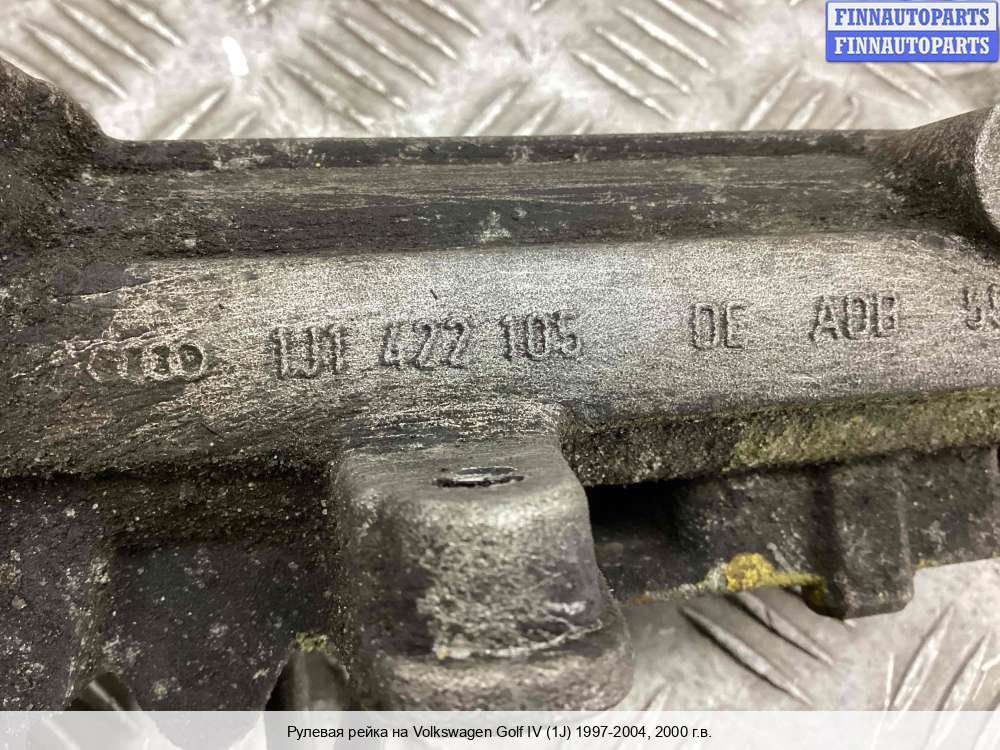 FINNAUTOPARTS
FINNAUTOPARTS
1J1 422 105 DE ADB
Рулевая рейка на Volkswagen Golf IV (1J) 1997-2004, 2000 г.в.